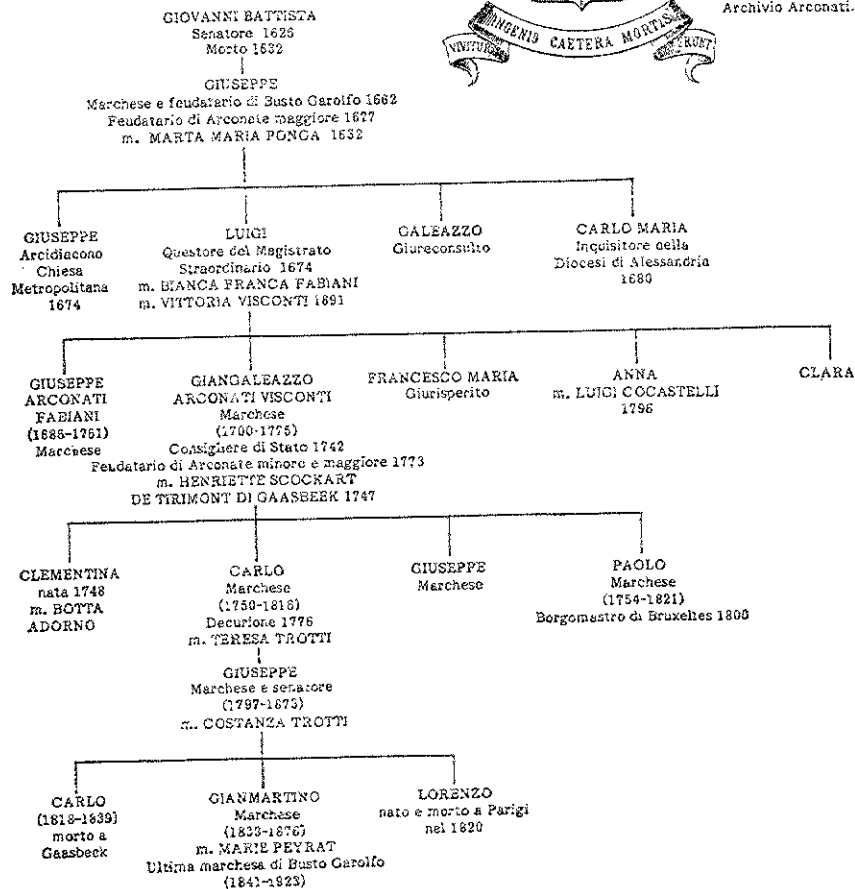 Archivio Arconati.
VIVITUR INGENIO CAETERA MORTIS ERUNT
GIOVANNI BATTISTA
Senatore 1626
Morto 1632
GIUSEPPE
Marchese e feudatario di Busto Garolfo 1662
Feudatario di Arconate maggiore 1677
m. MARTA MARIA PONGA 1632
GIUSEPPE
Arcidiacono
Chiesa
Metropolitana
1674
LUIGI
Questore del Magistrato
Straordinario 1674
m. BIANCA FRANCA FABIANI
m. VITTORIA VISCONTI 1691
GALEAZZO
Giureconsulto
CARLO MARIA
Inquisitore nella
Diocesi di Alessandria
1680
GIUSEPPE
ARCONATI
FABIANI
(1686-1761)
Marchese
GIANGALEAZZO
ARCONATI VISCONTI
Marchese
(1700-1775)
Consigliere di Stato 1742
Feudatario di Arconate minore e maggiore 1773
m. HENRIETTE SCOCKART
DE TIRIMONT DI GAASBEEK 1747
FRANCESCO MARIA
Giurisperito
ANNA
m. LUIGI COCASTELLI
1796
CLARA
CLEMENTINA
nata 1748
m. BOTTA
ADORNO
CARLO
Marchese
(1750-1816)
Decurione 1776
m. TERESA TROTTI
GIUSEPPE
Marchese
PAOLO
Marchese
(1754-1821)
Borgomastro di Bruxelles 1800
GIUSEPPE
Marchese e senatore
(1797-1873)
m. COSTANZA TROTTI
CARLO
(1818-1839)
morto a
Gaasbeek
GIANMARTINO
Marchese
(1839-1876)
m. MARIE PEYRAT
Ultima marchesa di Busto Garolfo
(1841-1923)
LORENZO
nato e morto a Parigi
nel 1820